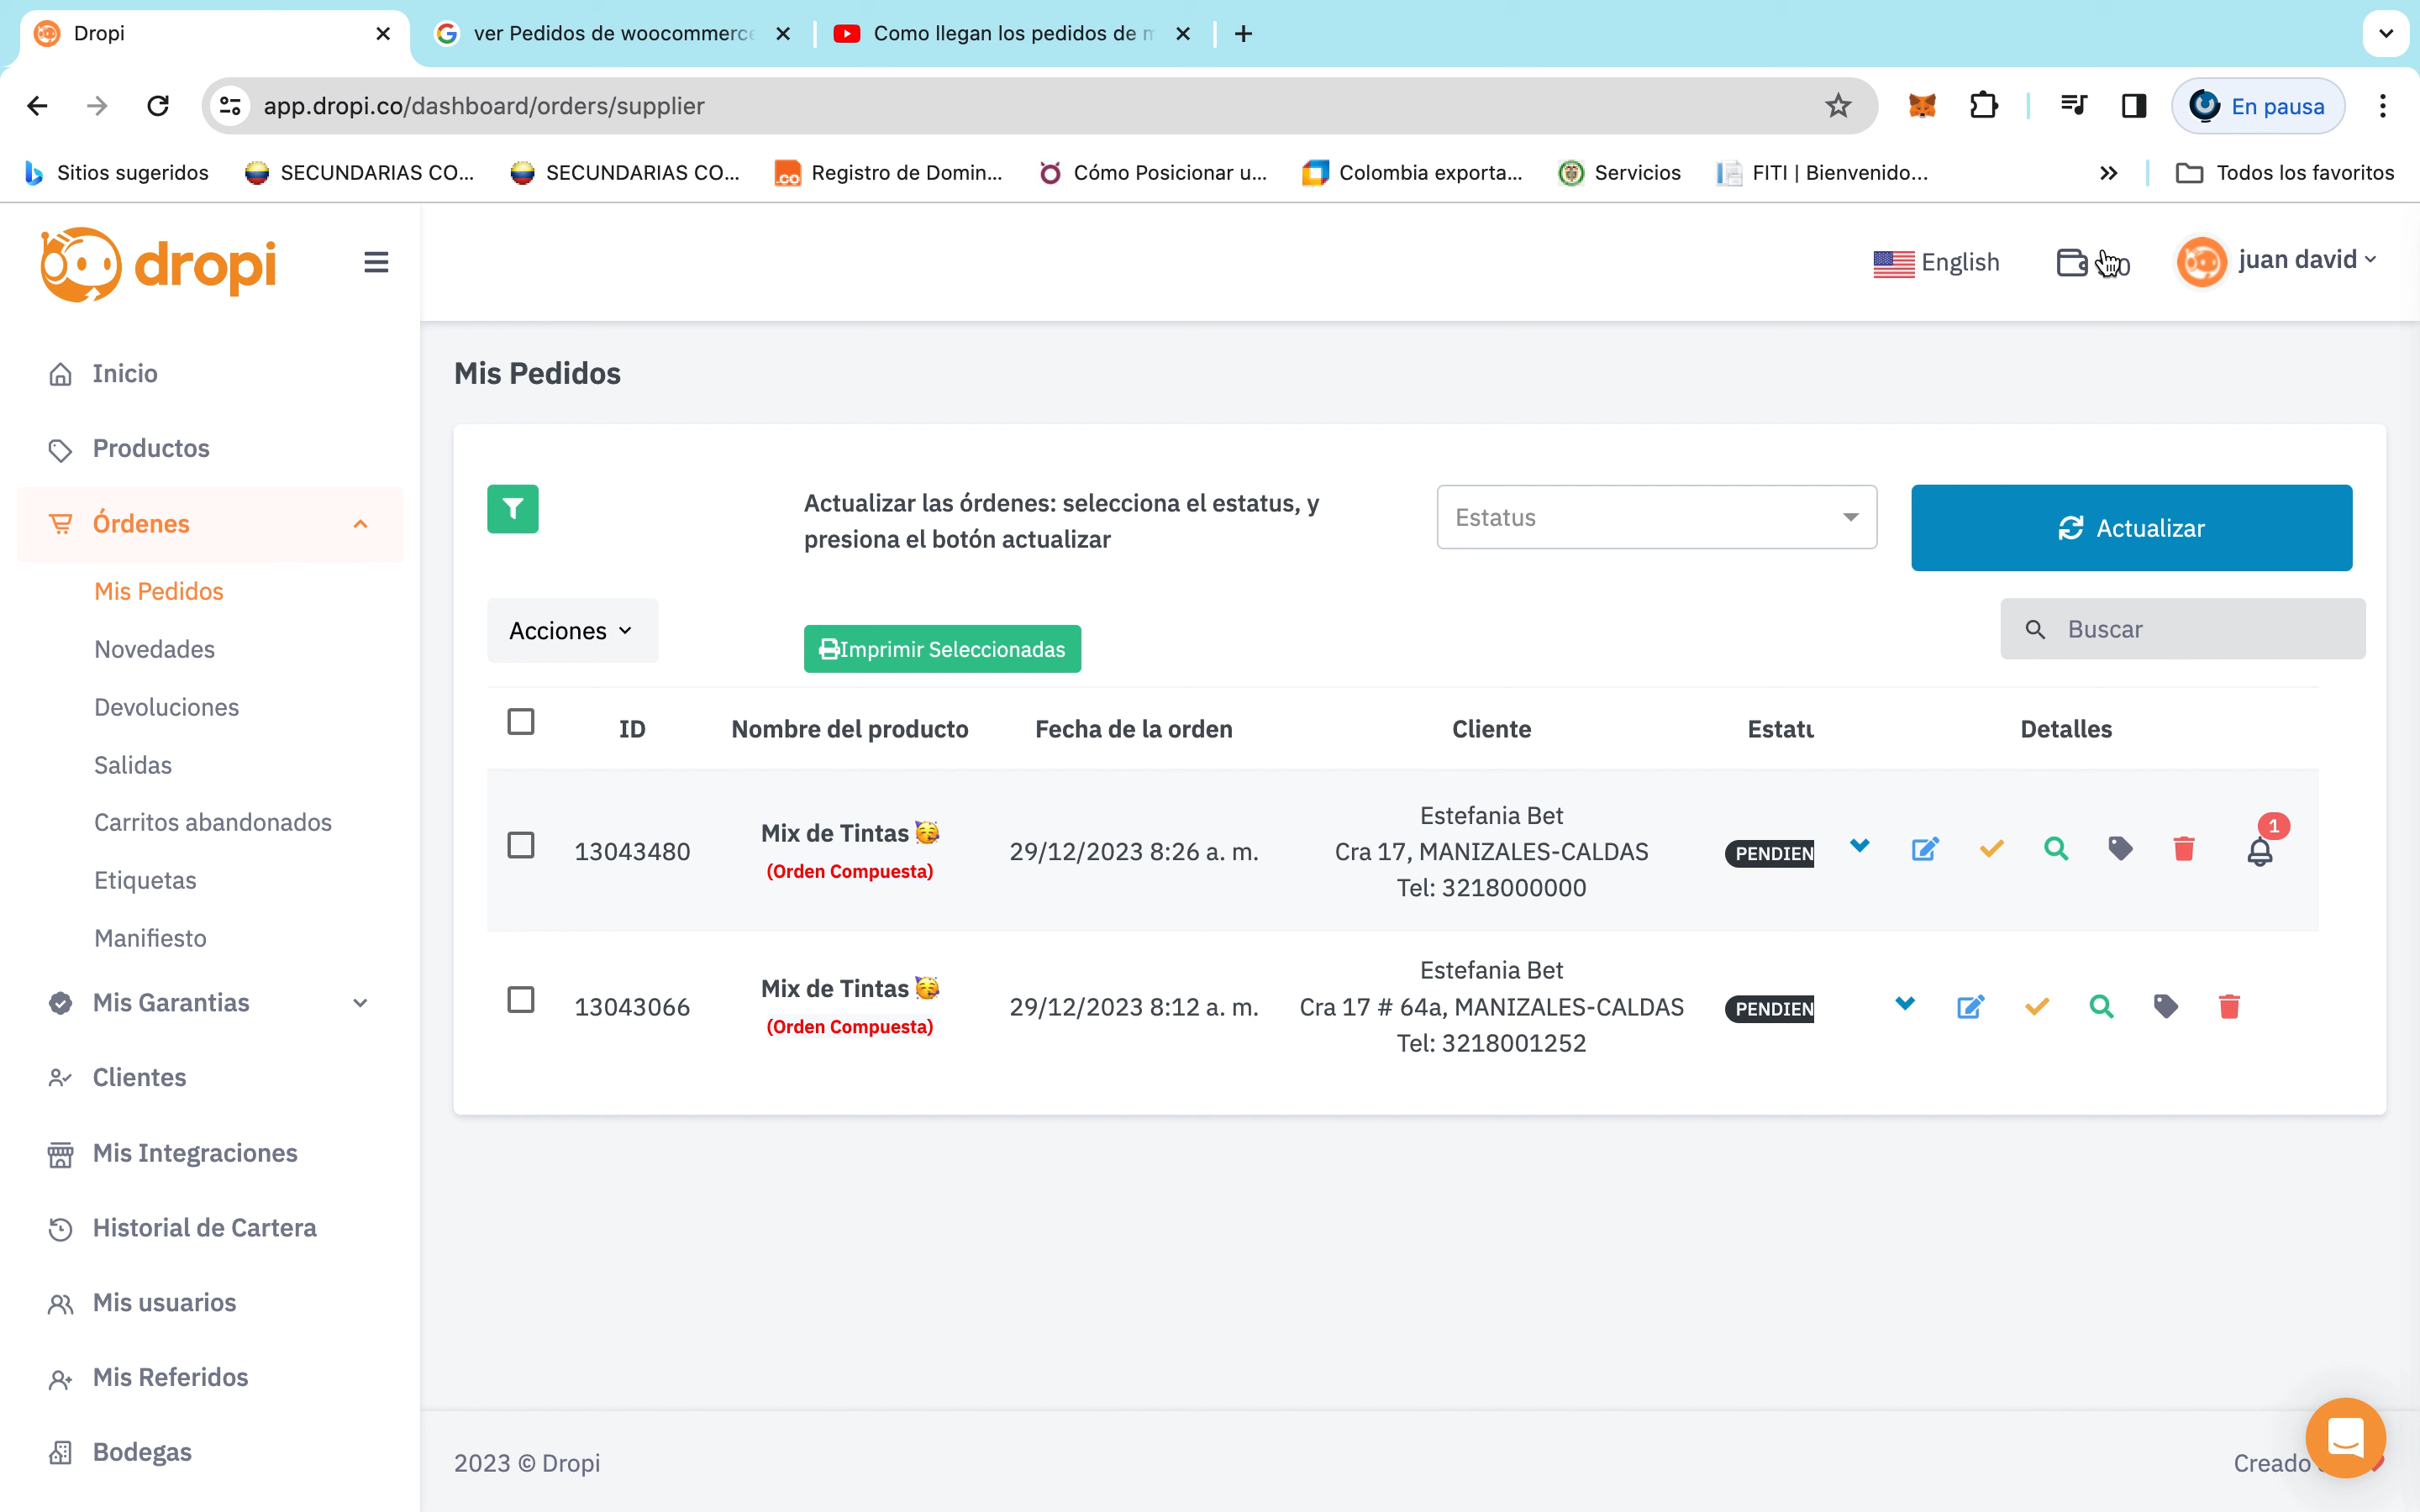 Dropi
ver Pedidos de woocommerce
Como llegan los pedidos de m
app.dropi.co/dashboard/orders/supplier
En pausa
Sitios sugeridos
SECUNDARIAS CO...
SECUNDARIAS CO...
Registro de Domin...
Cómo Posicionar u...
Colombia exporta...
Servicios
FITI | Bienvenido...
»
Todos los favoritos
dropi
English
juan david
Inicio
Productos
Órdenes
Mis Pedidos
Novedades
Devoluciones
Salidas
Carritos abandonados
Etiquetas
Manifiesto
Mis Garantias
Clientes
Mis Integraciones
Historial de Cartera
Mis usuarios
Mis Referidos
Bodegas
Mis Pedidos
Actualizar las órdenes: selecciona el estatus, y
presiona el botón actualizar
Estatus
Actualizar
Acciones
Imprimir Seleccionadas
Buscar
ID
Nombre del producto
Fecha de la orden
Cliente
Estatu
Detalles
13043480
Mix de Tintas🥳
(Orden Compuesta)
29/12/2023 8:26 a. m.
Estefania Bet
Cra 17, MANIZALES-CALDAS
Tel: 3218000000
PENDIEN
1
13043066
Mix de Tintas🥳
(Orden Compuesta)
29/12/2023 8:12 a. m.
Estefania Bet
Cra 17 # 64a, MANIZALES-CALDAS
Tel: 3218001252
PENDIEN
2023 © Dropi
Creado